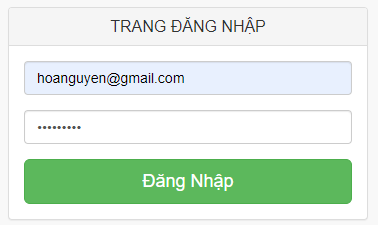 TRANG ĐĂNG NHẬP
hoanguyen@gmail.com
•••••••••
Đăng Nhập